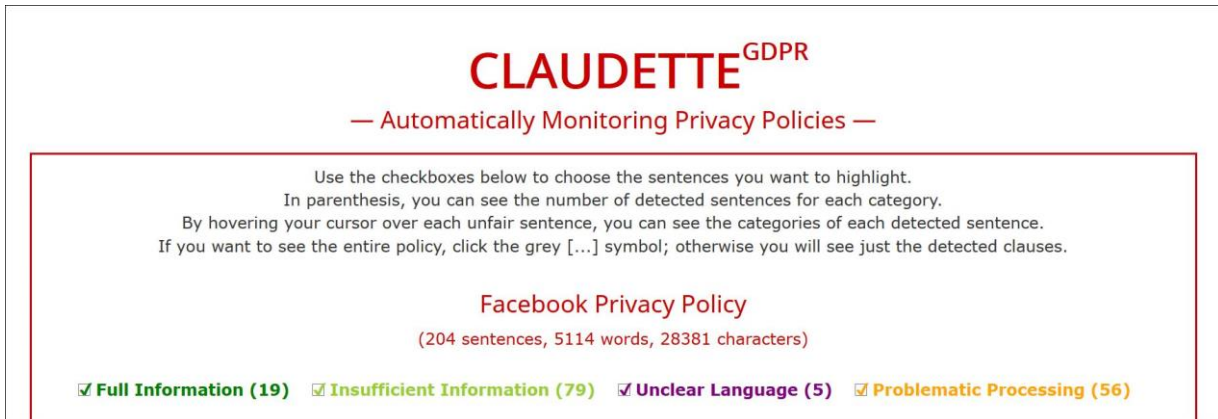 CLAUDETTE GDPR
— Automatically Monitoring Privacy Policies —
Use the checkboxes below to choose the sentences you want to highlight.
In parenthesis, you can see the number of detected sentences for each category.
By hovering your cursor over each unfair sentence, you can see the categories of each detected sentence.
If you want to see the entire policy, click the grey [...] symbol; otherwise you will see just the detected clauses.
Facebook Privacy Policy
(204 sentences, 5114 words, 28381 characters)
Full Information (19) Insufficient Information (79) Unclear Language (5) Problematic Processing (56)